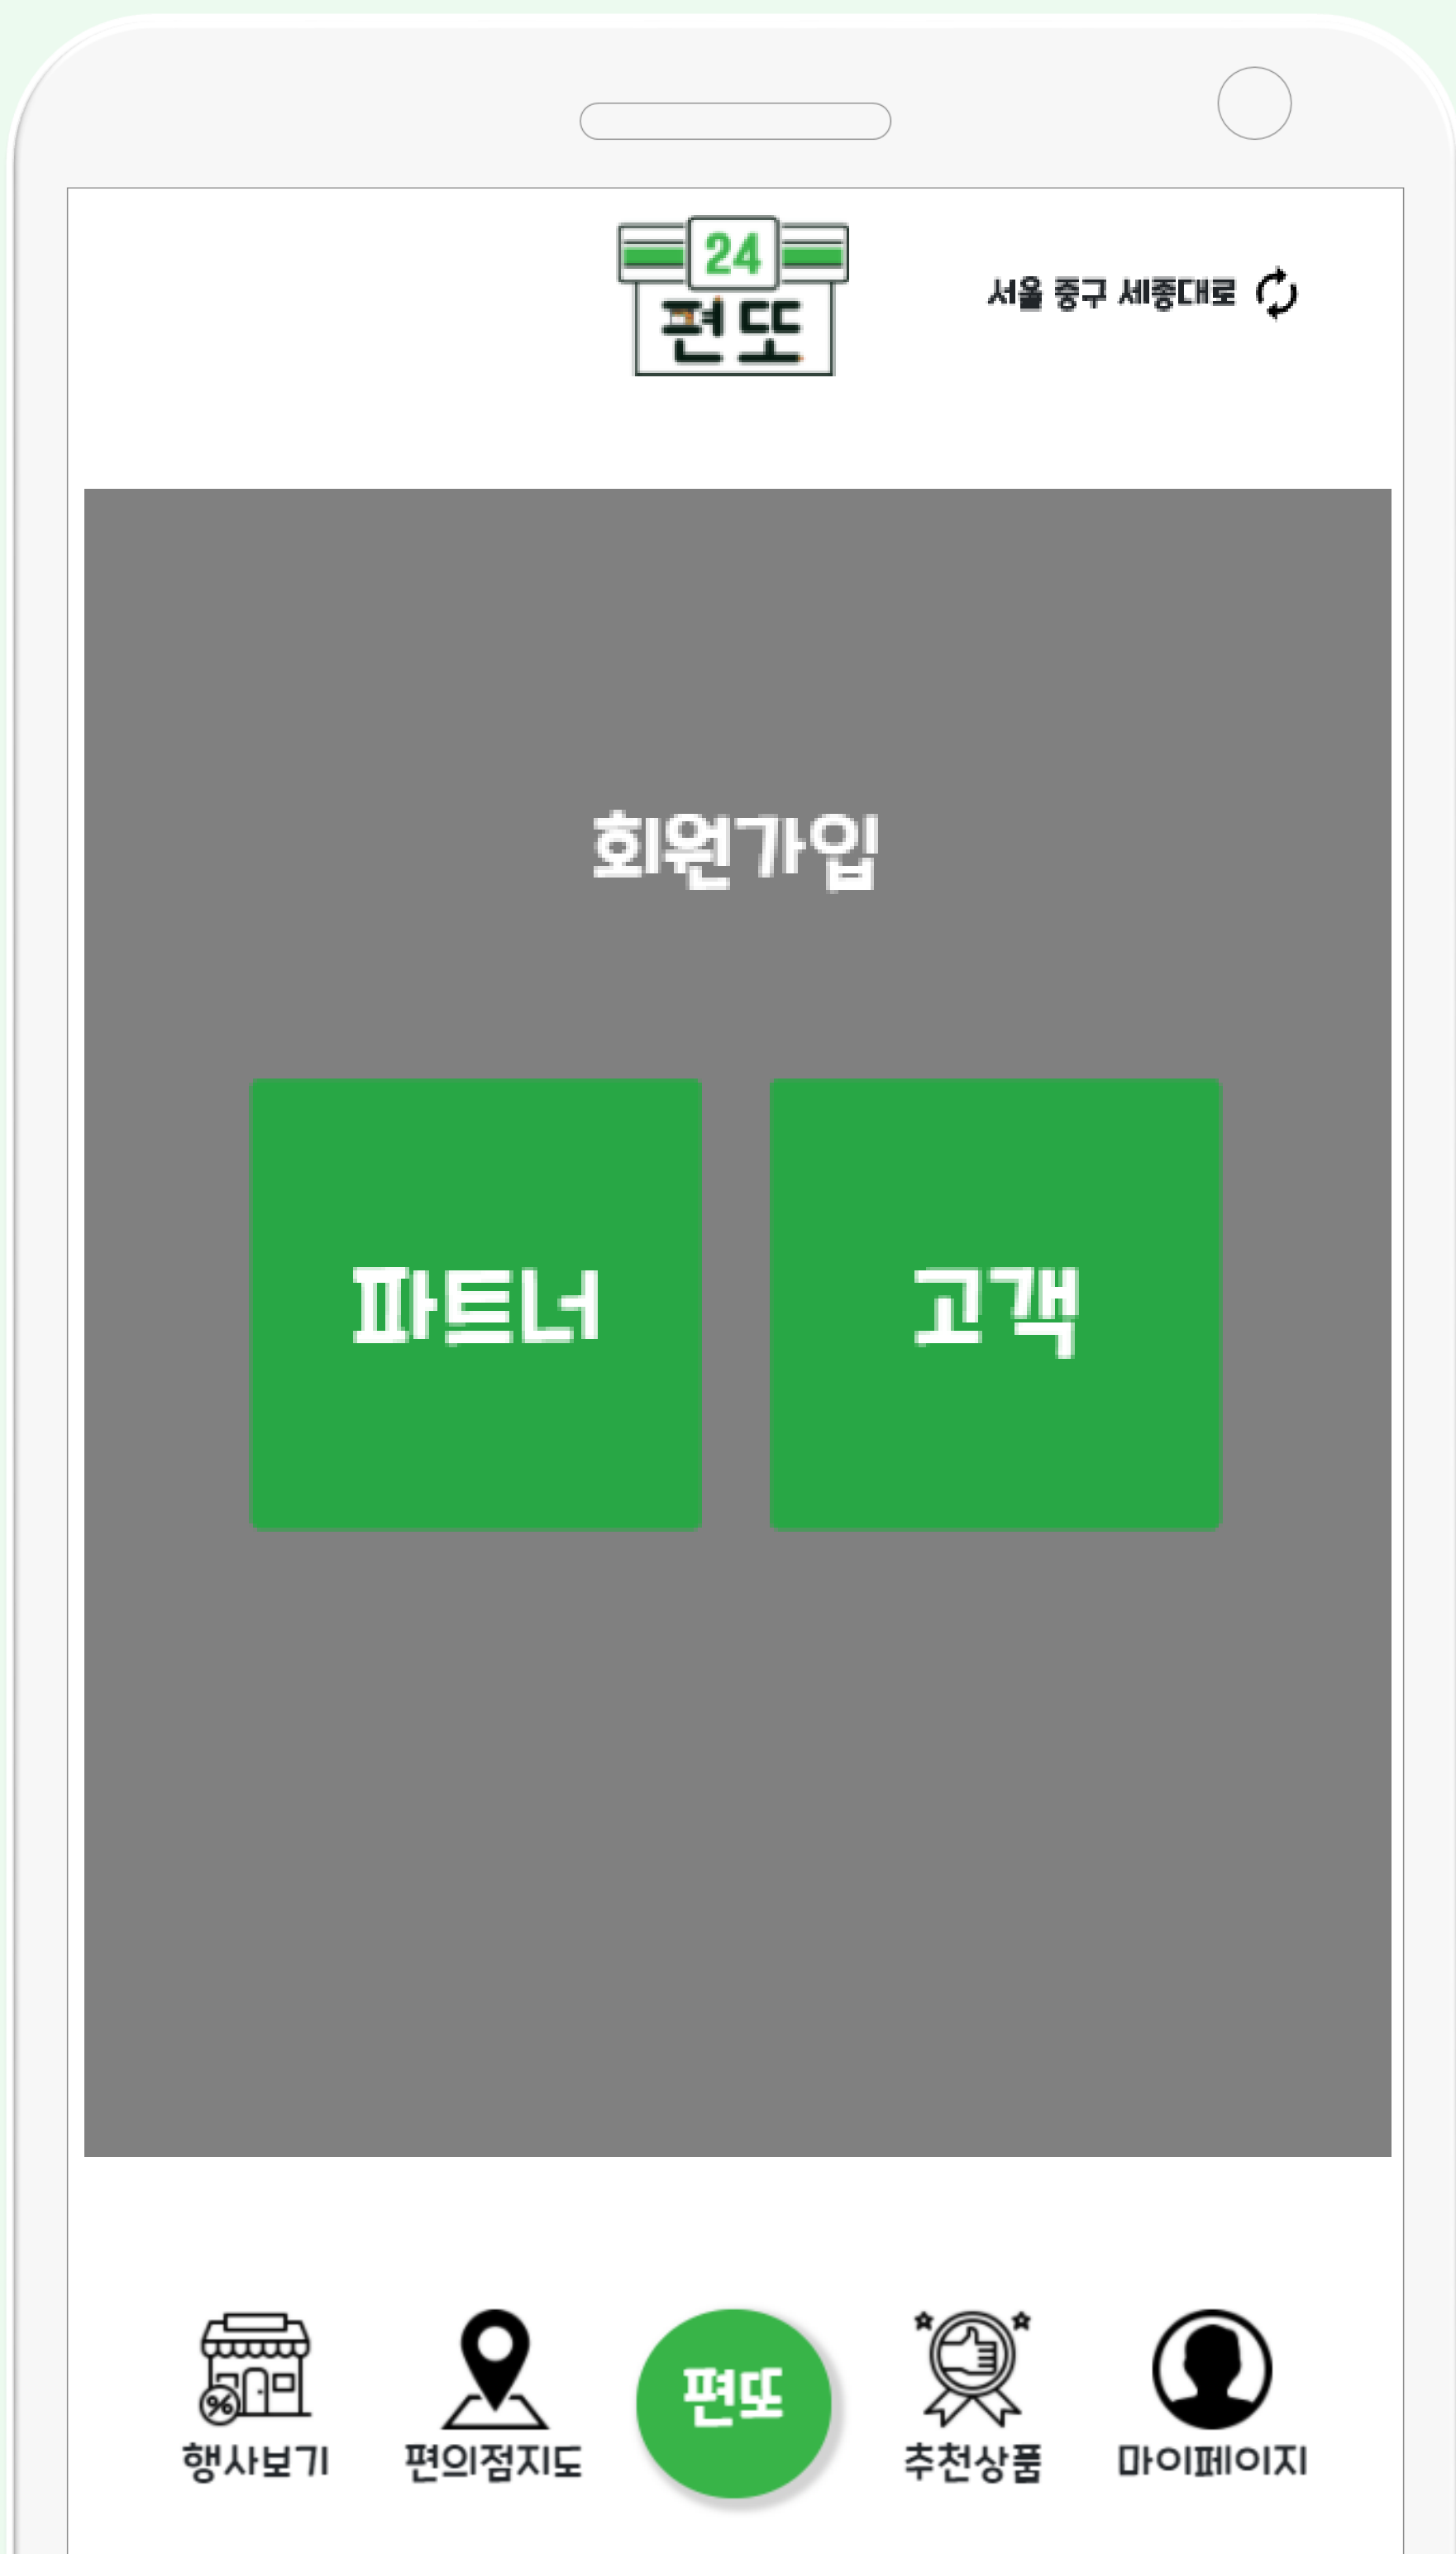 24
편또
서울 중구 세종대로
회원가입
파트너
고객
%
행사보기
편의점지도
편또
추천상품
마이페이지